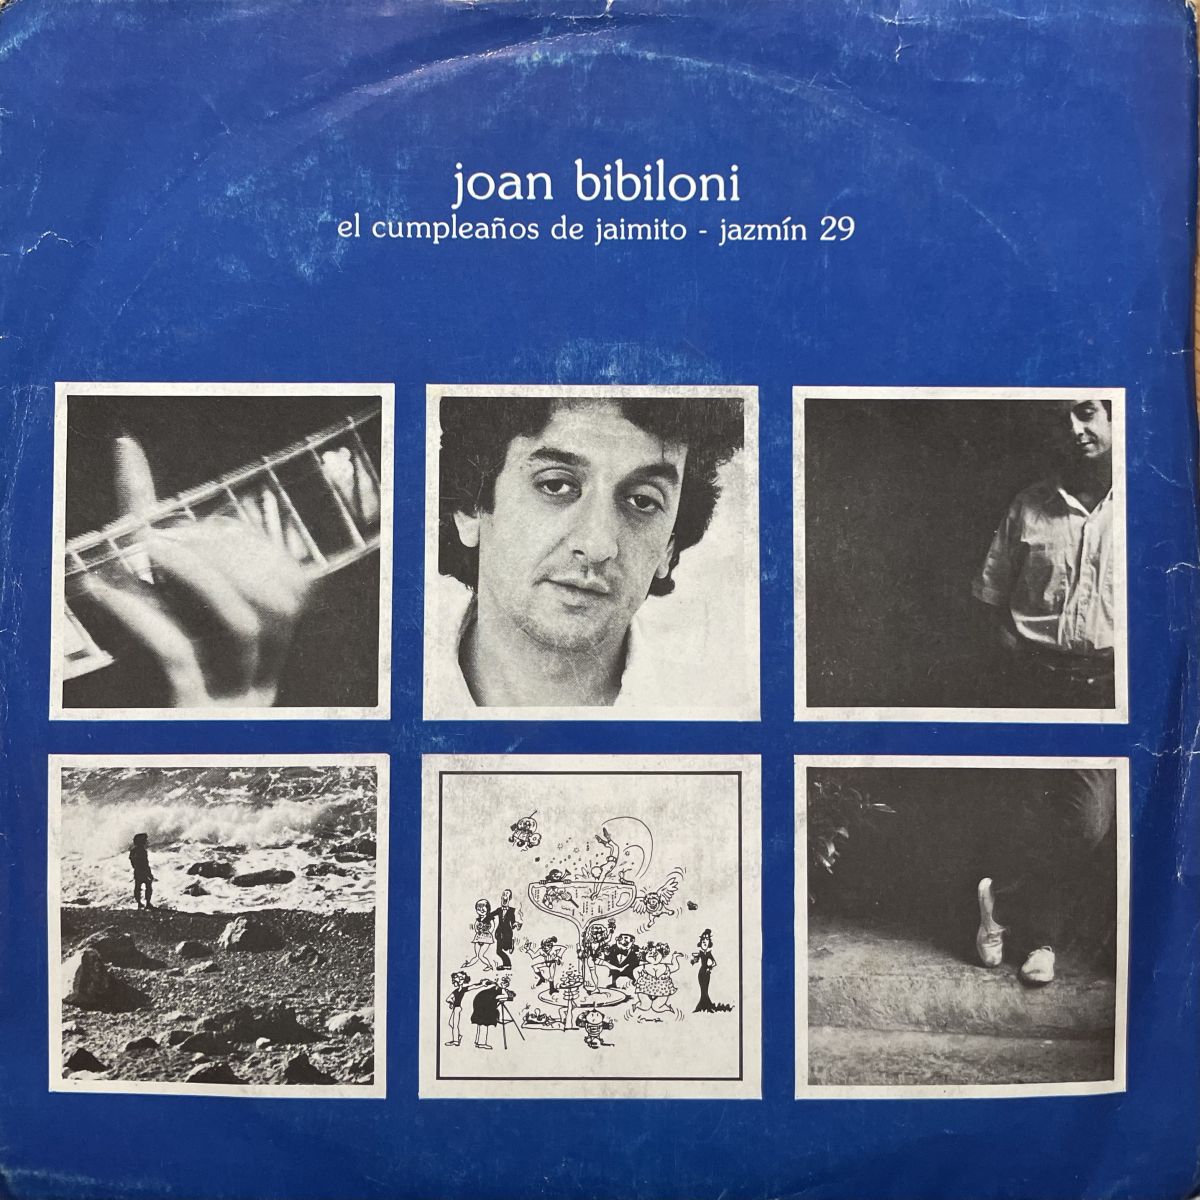 joan bibiloni
el cumpleaños de jaimito - jazmín 29